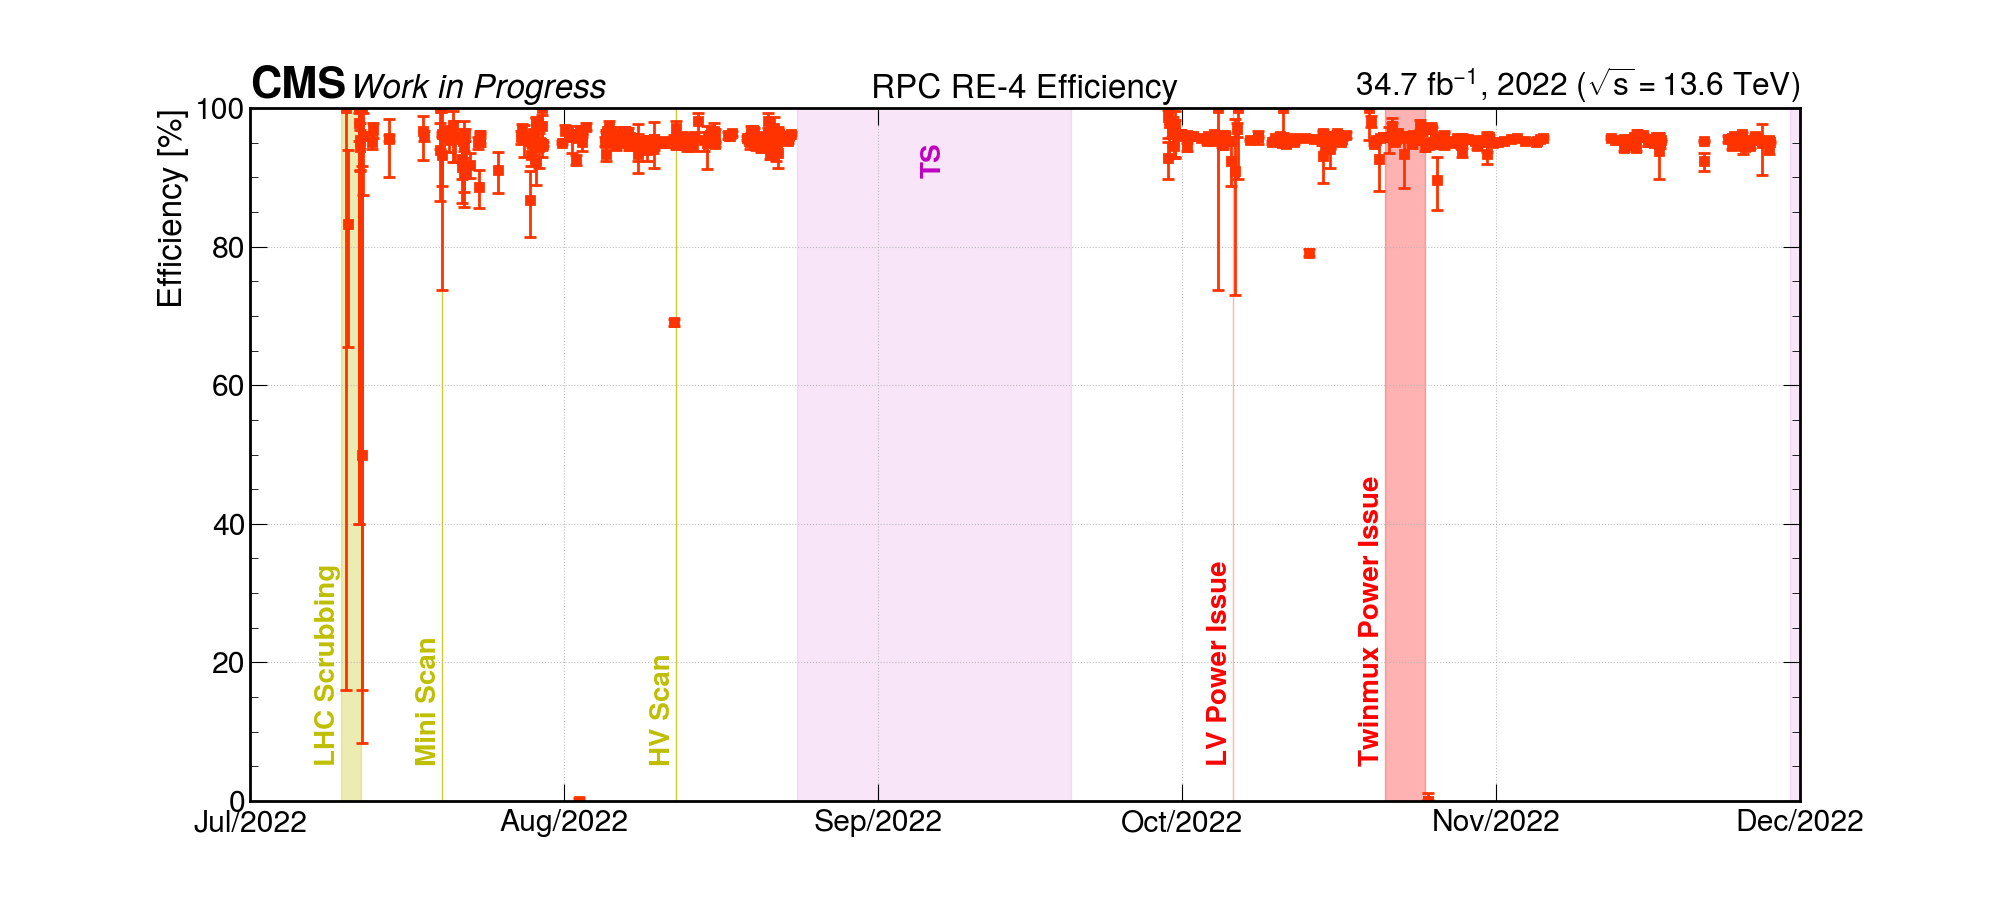 CMS Work in Progress RPC RE-4 Efficiency 34.7 fb⁻¹, 2022 (√s = 13.6 TeV)
Efficiency [%]
100
80
60
40
20
0
LHC Scrubbing
Mini Scan
HV Scan
TS
LV Power Issue
Twinmux Power Issue
Jul/2022 Aug/2022 Sep/2022 Oct/2022 Nov/2022 Dec/2022